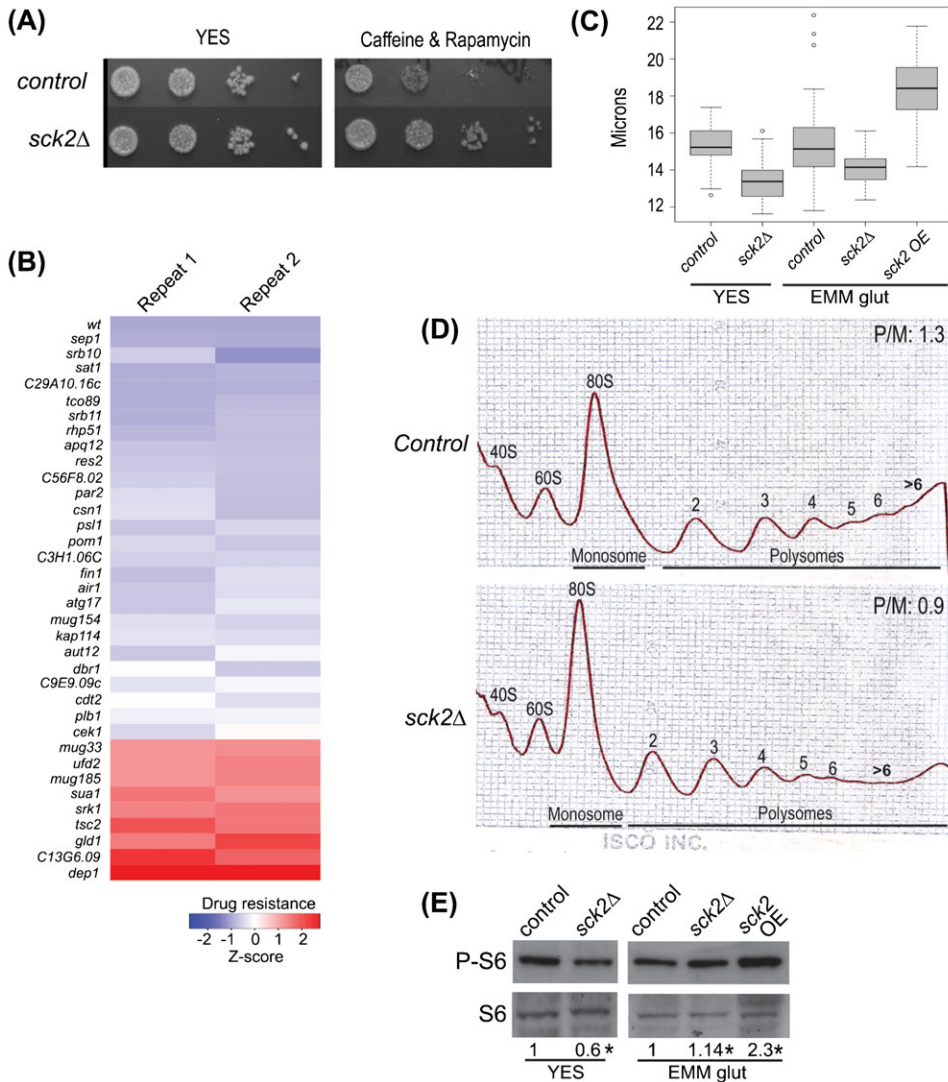 (A)
YES
Caffeine & Rapamycin
control
sck2Δ
(B)
Repeat 1
Repeat 2
wt
sep1
srb10
sat1
C29A10.16c
tco89
srb11
rhp51
apq12
res2
C56F8.02
par2
csn1
psl1
pom1
C3H1.06C
fin1
air1
atg17
mug154
kap114
aut12
dbr1
C9E9.09c
cdt2
plb1
cek1
mug33
ufd2
mug185
sua1
srk1
tsc2
gld1
C13G6.09
dep1
Drug resistance
-2 -1 0 1 2
Z-score
(C)
Microns
22
20
18
16
14
12
control
sck2Δ
control
sck2Δ
sck2 OE
YES
EMM glut
(D)
P/M: 1.3
Control
40S
60S
80S
2
3
4
5
6
>6
Monosome
Polysomes
P/M: 0.9
sck2Δ
40S
60S
80S
2
3
4
5
6
>6
Monosome
Polysomes
ISCO INC.
(E)
control
sck2Δ
control
sck2Δ
sck2 OE
P-S6
S6
1 0.6* 1 1.14* 2.3*
YES
EMM glut